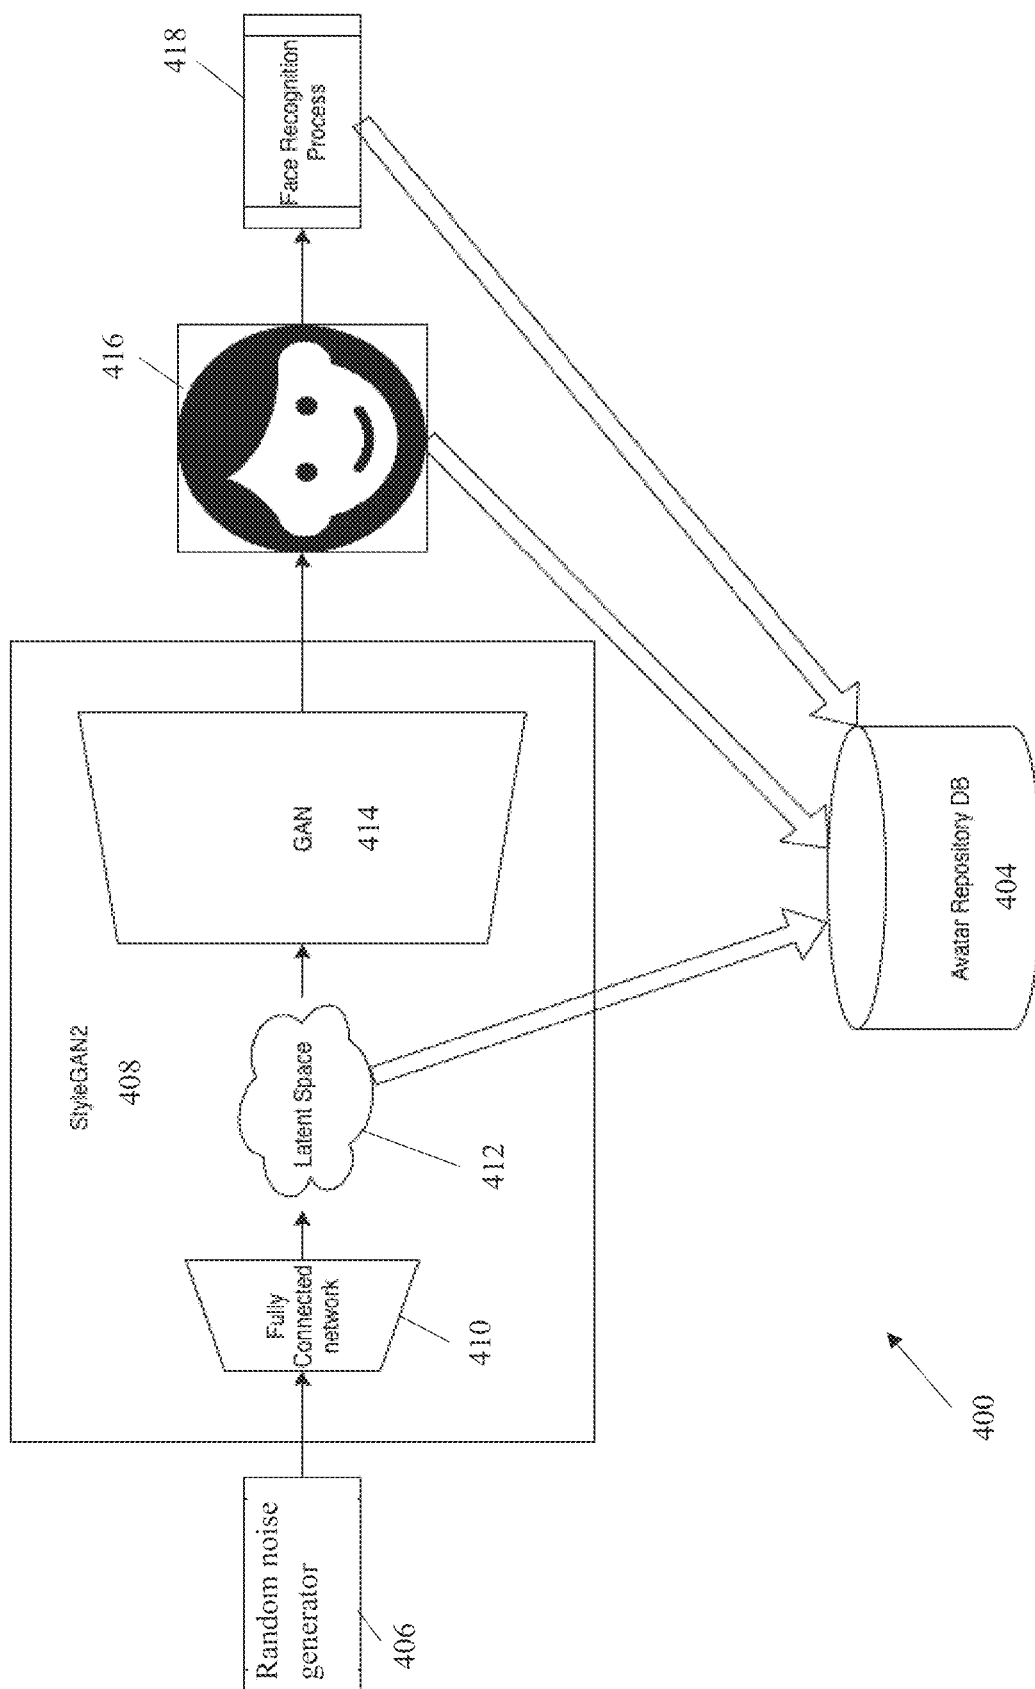 Random noise
generator
406
StyleGAN2
408
Fully
Connected
network
410
Latent Space
412
GAN
414
416
Face Recognition
Process
418
Avatar Repository DB
404
400